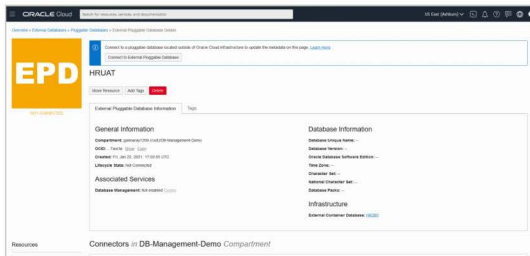 ORACLE Cloud
Search for resources, services, and documentation
US East (Ashburn)
Overview » External Databases » Pluggable Databases » External Pluggable Database Details
Connect to a pluggable database located outside of Oracle Cloud Infrastructure to update the metadata on this page. Learn more
Connect to External Pluggable Database
EPD
NOT CONNECTED
HRUAT
Move Resource
Add Tags
Delete
External Pluggable Database Information
Tags
General Information
Compartment:
OCID: Show Copy
Created: Fri, Jan 29, 2021, 17:50:51 UTC
Lifecycle State: Not Connected
Associated Services
Database Management: Not enabled Enable
Database Information
Database Unique Name: --
Database Version: --
Oracle Database Software Edition: --
Time Zone: --
Character Set: --
National Character Set: --
Database Packs: --
Infrastructure
External Container Database:
Resources
Connectors in DB-Management-Demo Compartment